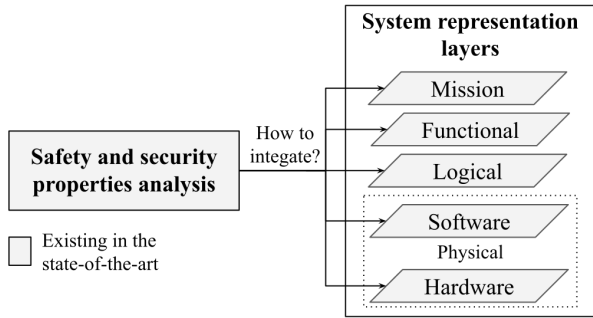 System representation
layers
Mission
Functional
Logical
Software
Physical
Hardware
How to
integate?
Safety and security
properties analysis
Existing in the
state-of-the-art